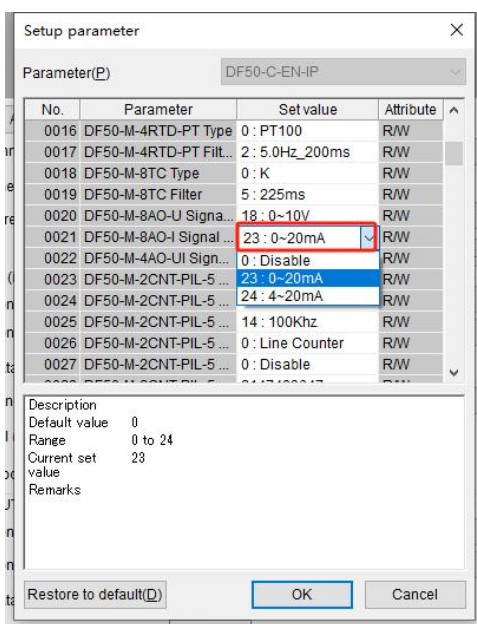 Setup parameter
Parameter(P) DF50-C-EN-IP
No. Parameter Set value Attribute
0016 DF50-M-4RTD-PT Type 0 : PT100 R/W
0017 DF50-M-4RTD-PT Filt... 2 : 5.0Hz_200ms R/W
0018 DF50-M-8TC Type 0 : K R/W
0019 DF50-M-8TC Filter 5 : 225ms R/W
0020 DF50-M-8AO-U Signa... 18 : 0~10V R/W
0021 DF50-M-8AO-I Signal ... 23 : 0~20mA R/W
0022 DF50-M-4AO-UI Sign... 0 : Disable R/W
0023 DF50-M-2CNT-PIL-5 ... 23 : 0~20mA R/W
0024 DF50-M-2CNT-PIL-5 ... 24 : 4~20mA R/W
0025 DF50-M-2CNT-PIL-5 ... 14 : 100Khz R/W
0026 DF50-M-2CNT-PIL-5 ... 0 : Line Counter R/W
0027 DF50-M-2CNT-PIL-5 ... 0 : Disable R/W
Description
Default value 0
Range 0 to 24
Current set 23
value
Remarks
Restore to default(D) OK Cancel